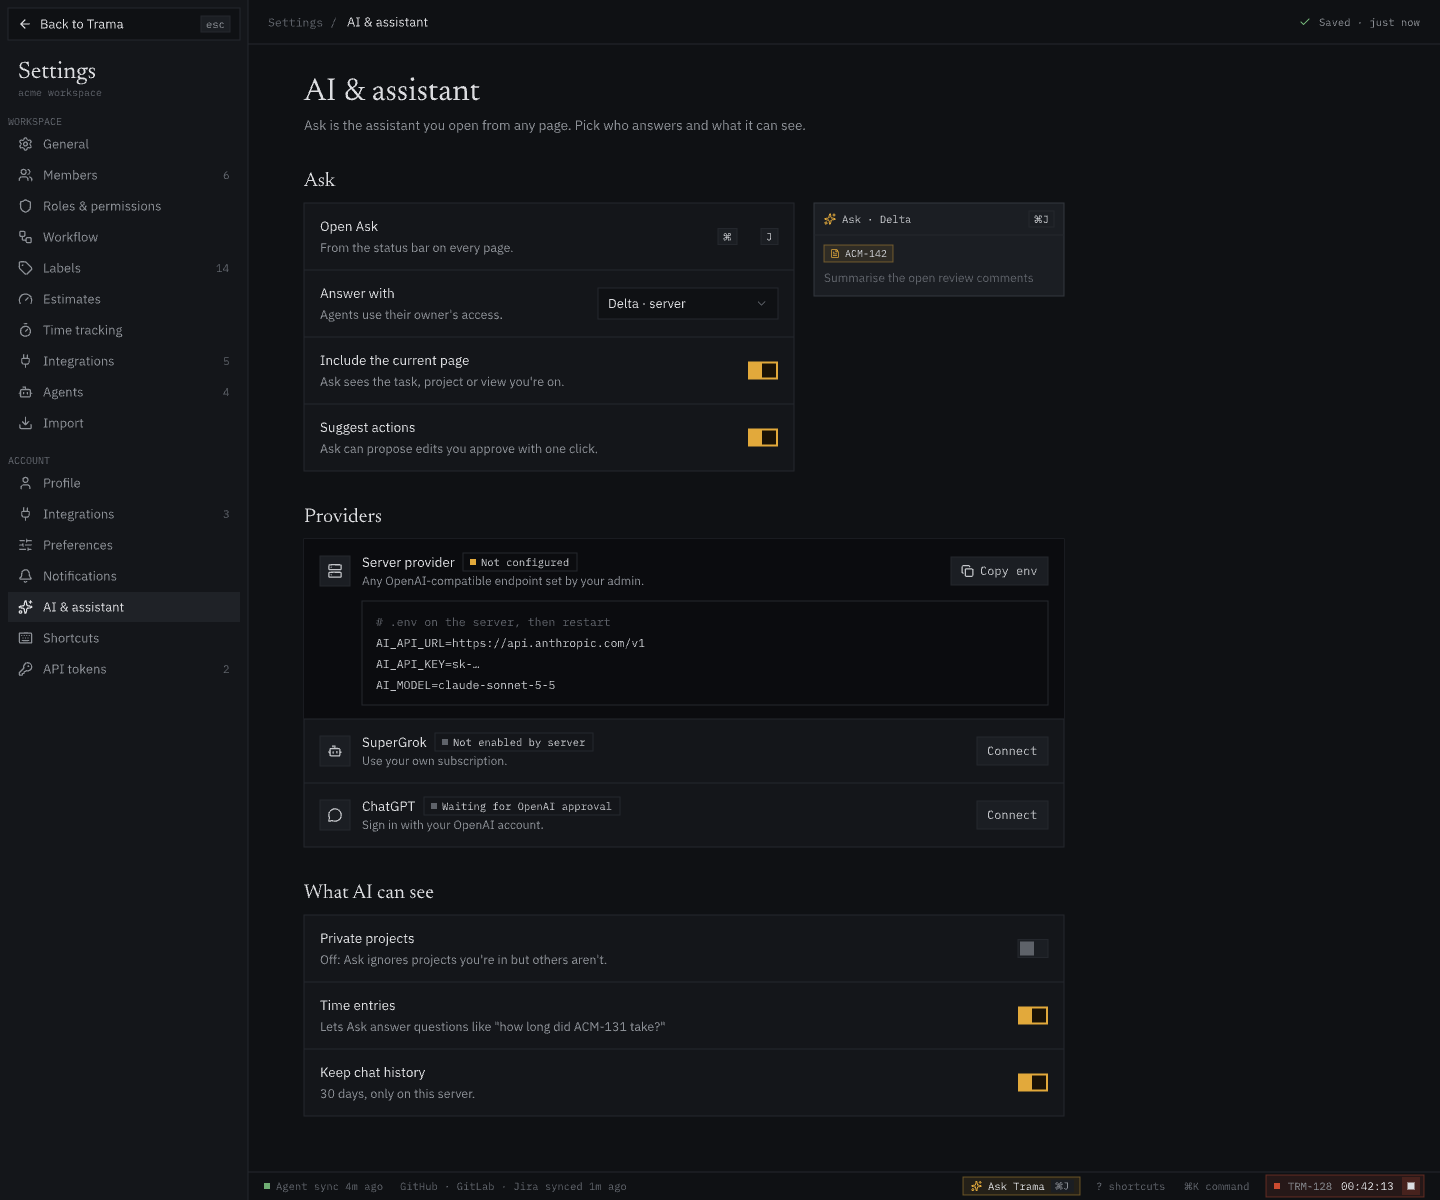 Back to Trama esc
Settings
acme workspace
WORKSPACE
General
Members 6
Roles & permissions
Workflow
Labels 14
Estimates
Time tracking
Integrations 5
Agents 4
Import
ACCOUNT
Profile
Integrations 3
Preferences
Notifications
AI & assistant
Shortcuts
API tokens 2
Settings / AI & assistant
Saved · just now
AI & assistant
Ask is the assistant you open from any page. Pick who answers and what it can see.
Ask
Open Ask
From the status bar on every page.
⌘ J
Answer with
Agents use their owner's access.
Delta · server
Include the current page
Ask sees the task, project or view you're on.
Suggest actions
Ask can propose edits you approve with one click.
Ask · Delta ⌘J
ACM-142
Summarise the open review comments
Providers
Server provider Not configured
Any OpenAI-compatible endpoint set by your admin.
Copy env
# .env on the server, then restart
AI_API_URL=https://api.anthropic.com/v1
AI_API_KEY=sk-…
AI_MODEL=claude-sonnet-5-5
SuperGrok Not enabled by server
Use your own subscription.
Connect
ChatGPT Waiting for OpenAI approval
Sign in with your OpenAI account.
Connect
What AI can see
Private projects
Off: Ask ignores projects you're in but others aren't.
Time entries
Lets Ask answer questions like "how long did ACM-131 take?"
Keep chat history
30 days, only on this server.
Agent sync 4m ago GitHub · GitLab · Jira synced 1m ago
Ask Trama ⌘J ? shortcuts ⌘K command TRM-128 00:42:13